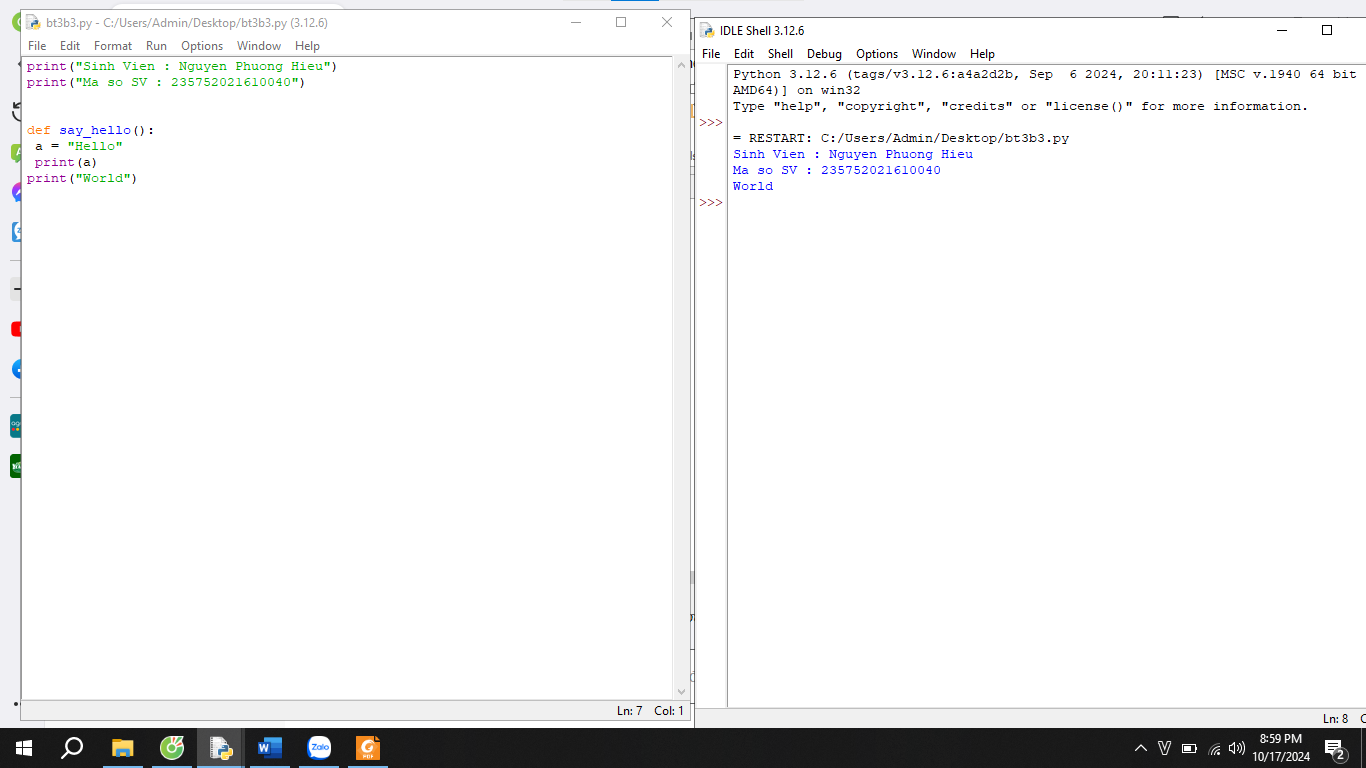 bt3b3.py - C:/Users/Admin/Desktop/bt3b3.py (3.12.6)
File Edit Format Run Options Window Help
print("Sinh Vien : Nguyen Phuong Hieu")
print("Ma so SV : 235752021610040")
def say_hello():
 a = "Hello"
 print(a)
print("World")
Ln: 7 Col: 1
IDLE Shell 3.12.6
File Edit Shell Debug Options Window Help
Python 3.12.6 (tags/v3.12.6:a4a2d2b, Sep  6 2024, 20:11:23) [MSC v.1940 64 bit
AMD64)] on win32
Type "help", "copyright", "credits" or "license()" for more information.
>>>
= RESTART: C:/Users/Admin/Desktop/bt3b3.py
Sinh Vien : Nguyen Phuong Hieu
Ma so SV : 235752021610040
World
>>>
Ln: 8
Zalo
PDF
8:59 PM
10/17/2024
2